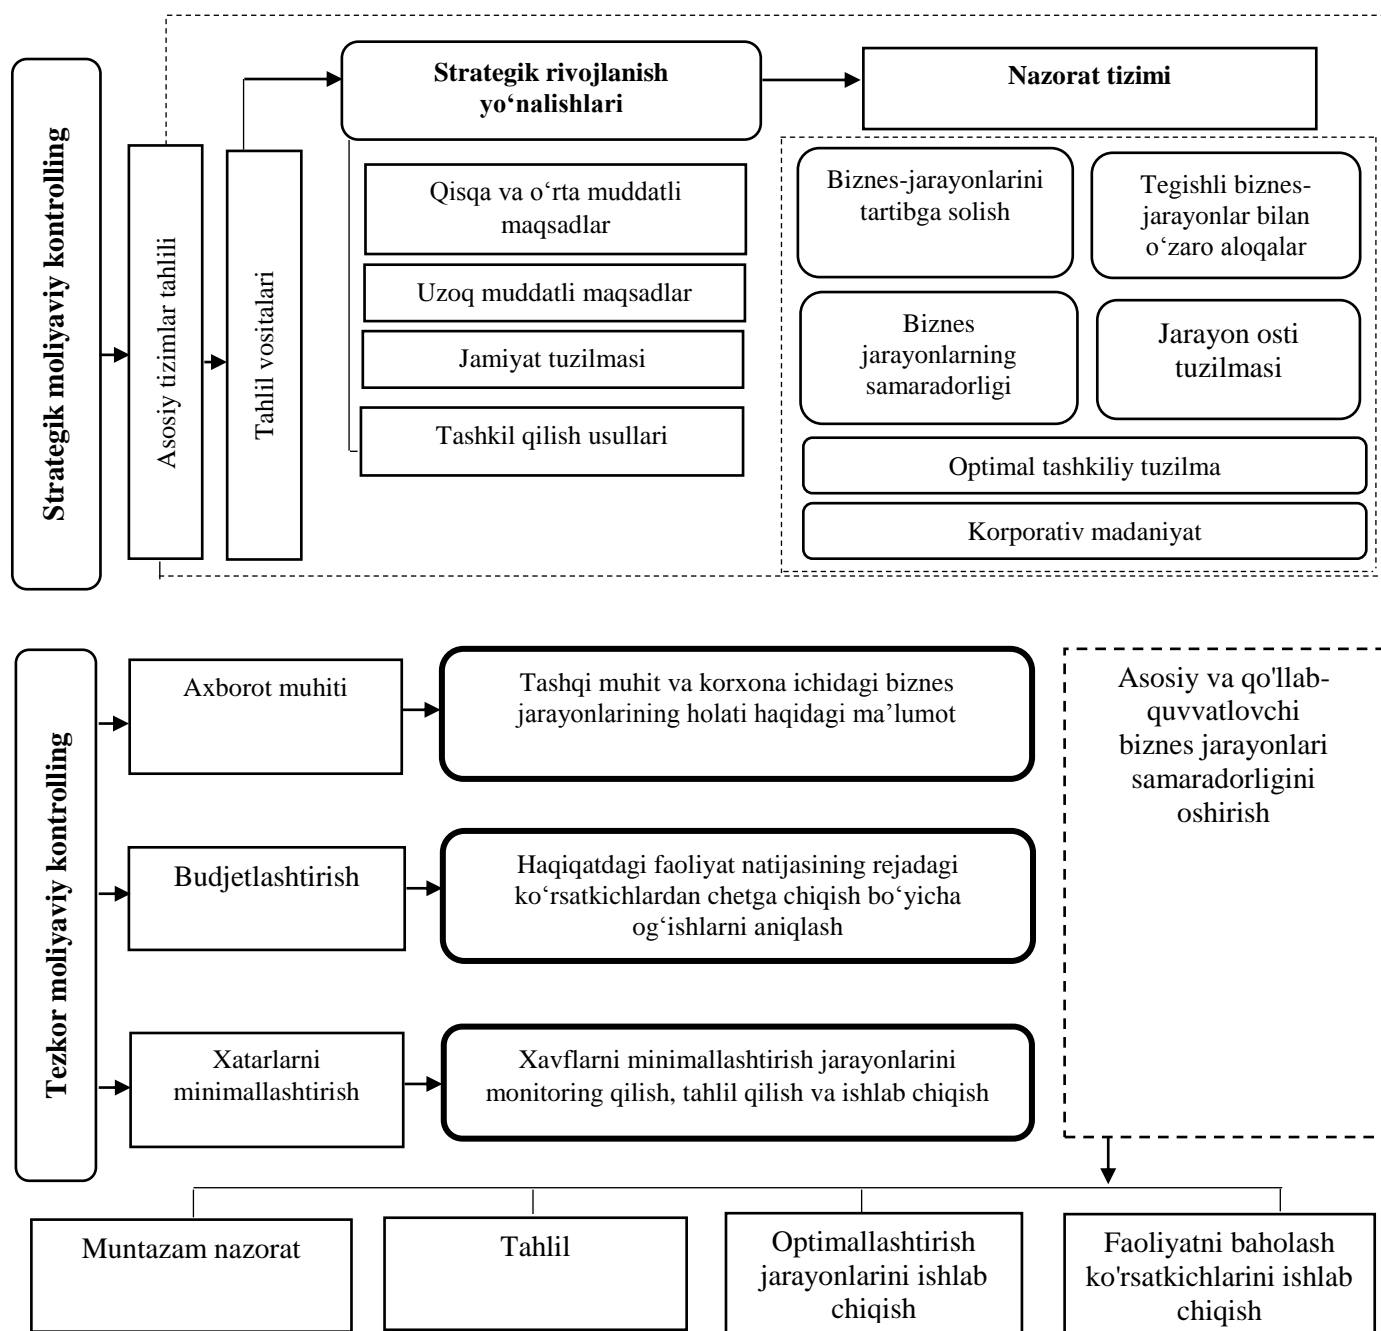 Strategik moliyaviy kontrolling
Asosiy tizimlar tahlili
Tahlil vositalari
Strategik rivojlanish
yo‘nalishlari
Qisqa va o‘rta muddatli
maqsadlar
Uzoq muddatli maqsadlar
Jamiyat tuzilmasi
Tashkil qilish usullari
Nazorat tizimi
Biznes-jarayonlarini
tartibga solish
Tegishli biznes-
jarayonlar bilan
o‘zaro aloqalar
Biznes
jarayonlarning
samaradorligi
Jarayon osti
tuzilmasi
Optimal tashkiliy tuzilma
Korporativ madaniyat
Tezkor moliyaviy kontrolling
Axborot muhiti
Tashqi muhit va korxona ichidagi biznes
jarayonlarining holati haqidagi ma’lumot
Budjetlashtirish
Haqiqatdagi faoliyat natijasining rejadagi
ko‘rsatkichlardan chetga chiqish bo‘yicha
og‘ishlarni aniqlash
Xatarlarni
minimallashtirish
Xavflarni minimallashtirish jarayonlarini
monitoring qilish, tahlil qilish va ishlab chiqish
Asosiy va qo'llab-
quvvatlovchi
biznes jarayonlari
samaradorligini
oshirish
Muntazam nazorat
Tahlil
Optimallashtirish
jarayonlarini ishlab
chiqish
Faoliyatni baholash
ko'rsatkichlarini ishlab
chiqish